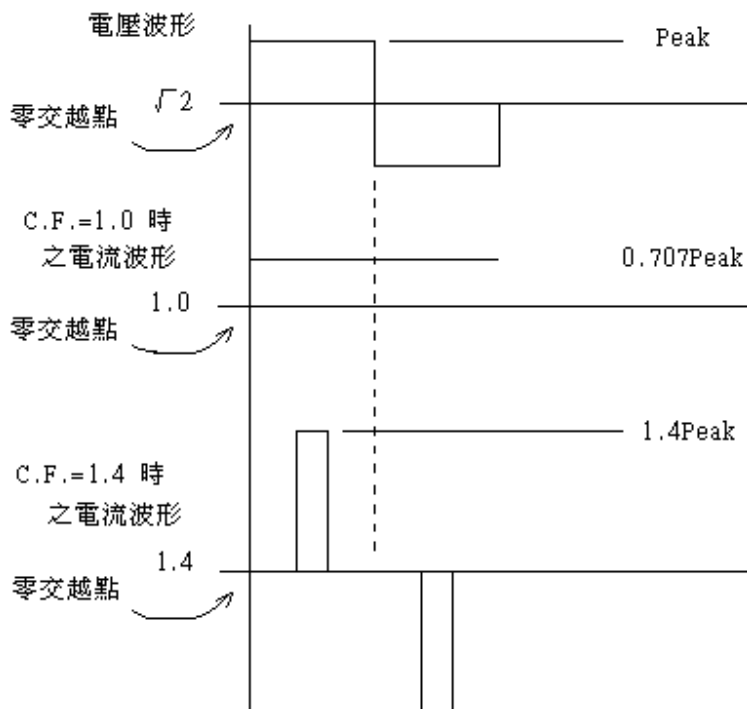 電壓波形
Peak
√2
零交越點
C.F.=1.0 時
之電流波形
0.707Peak
1.0
零交越點
1.4Peak
C.F.=1.4 時
之電流波形
1.4
零交越點